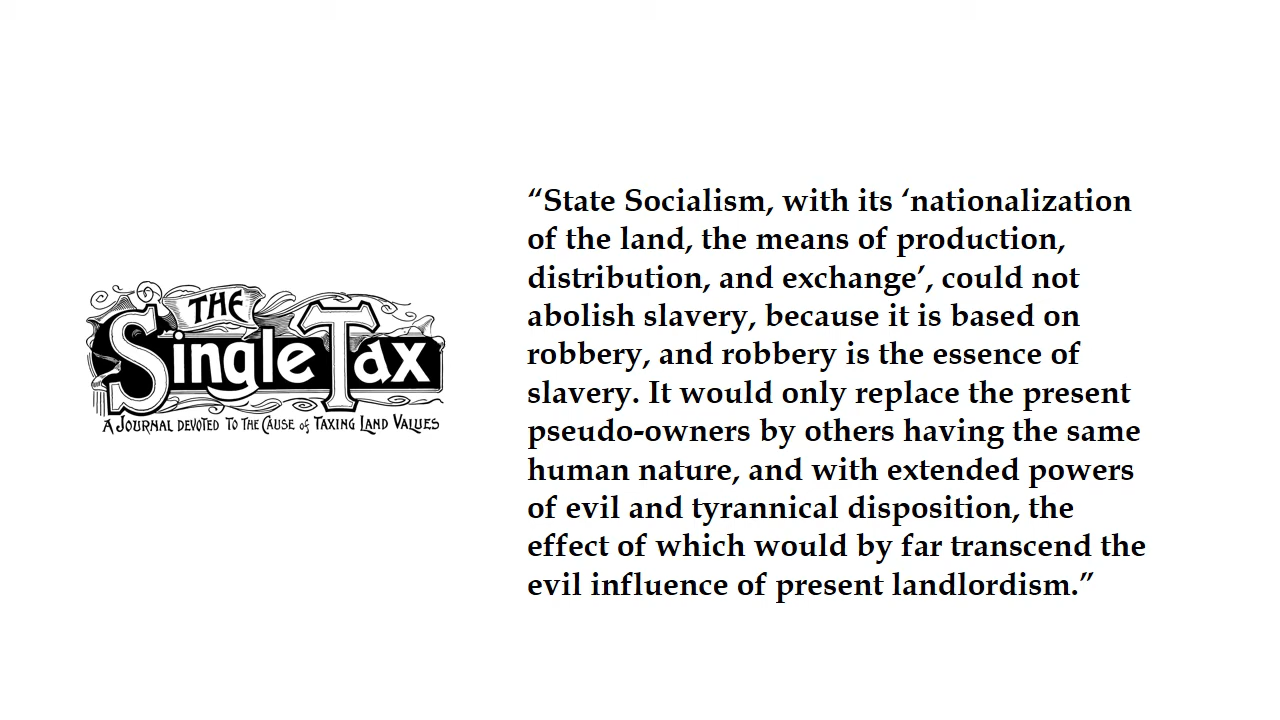 THE
Single Tax
A JOURNAL DEVOTED TO THE CAUSE of TAXING LAND VALUES
“State Socialism, with its ‘nationalization
of the land, the means of production,
distribution, and exchange’, could not
abolish slavery, because it is based on
robbery, and robbery is the essence of
slavery. It would only replace the present
pseudo-owners by others having the same
human nature, and with extended powers
of evil and tyrannical disposition, the
effect of which would by far transcend the
evil influence of present landlordism.”